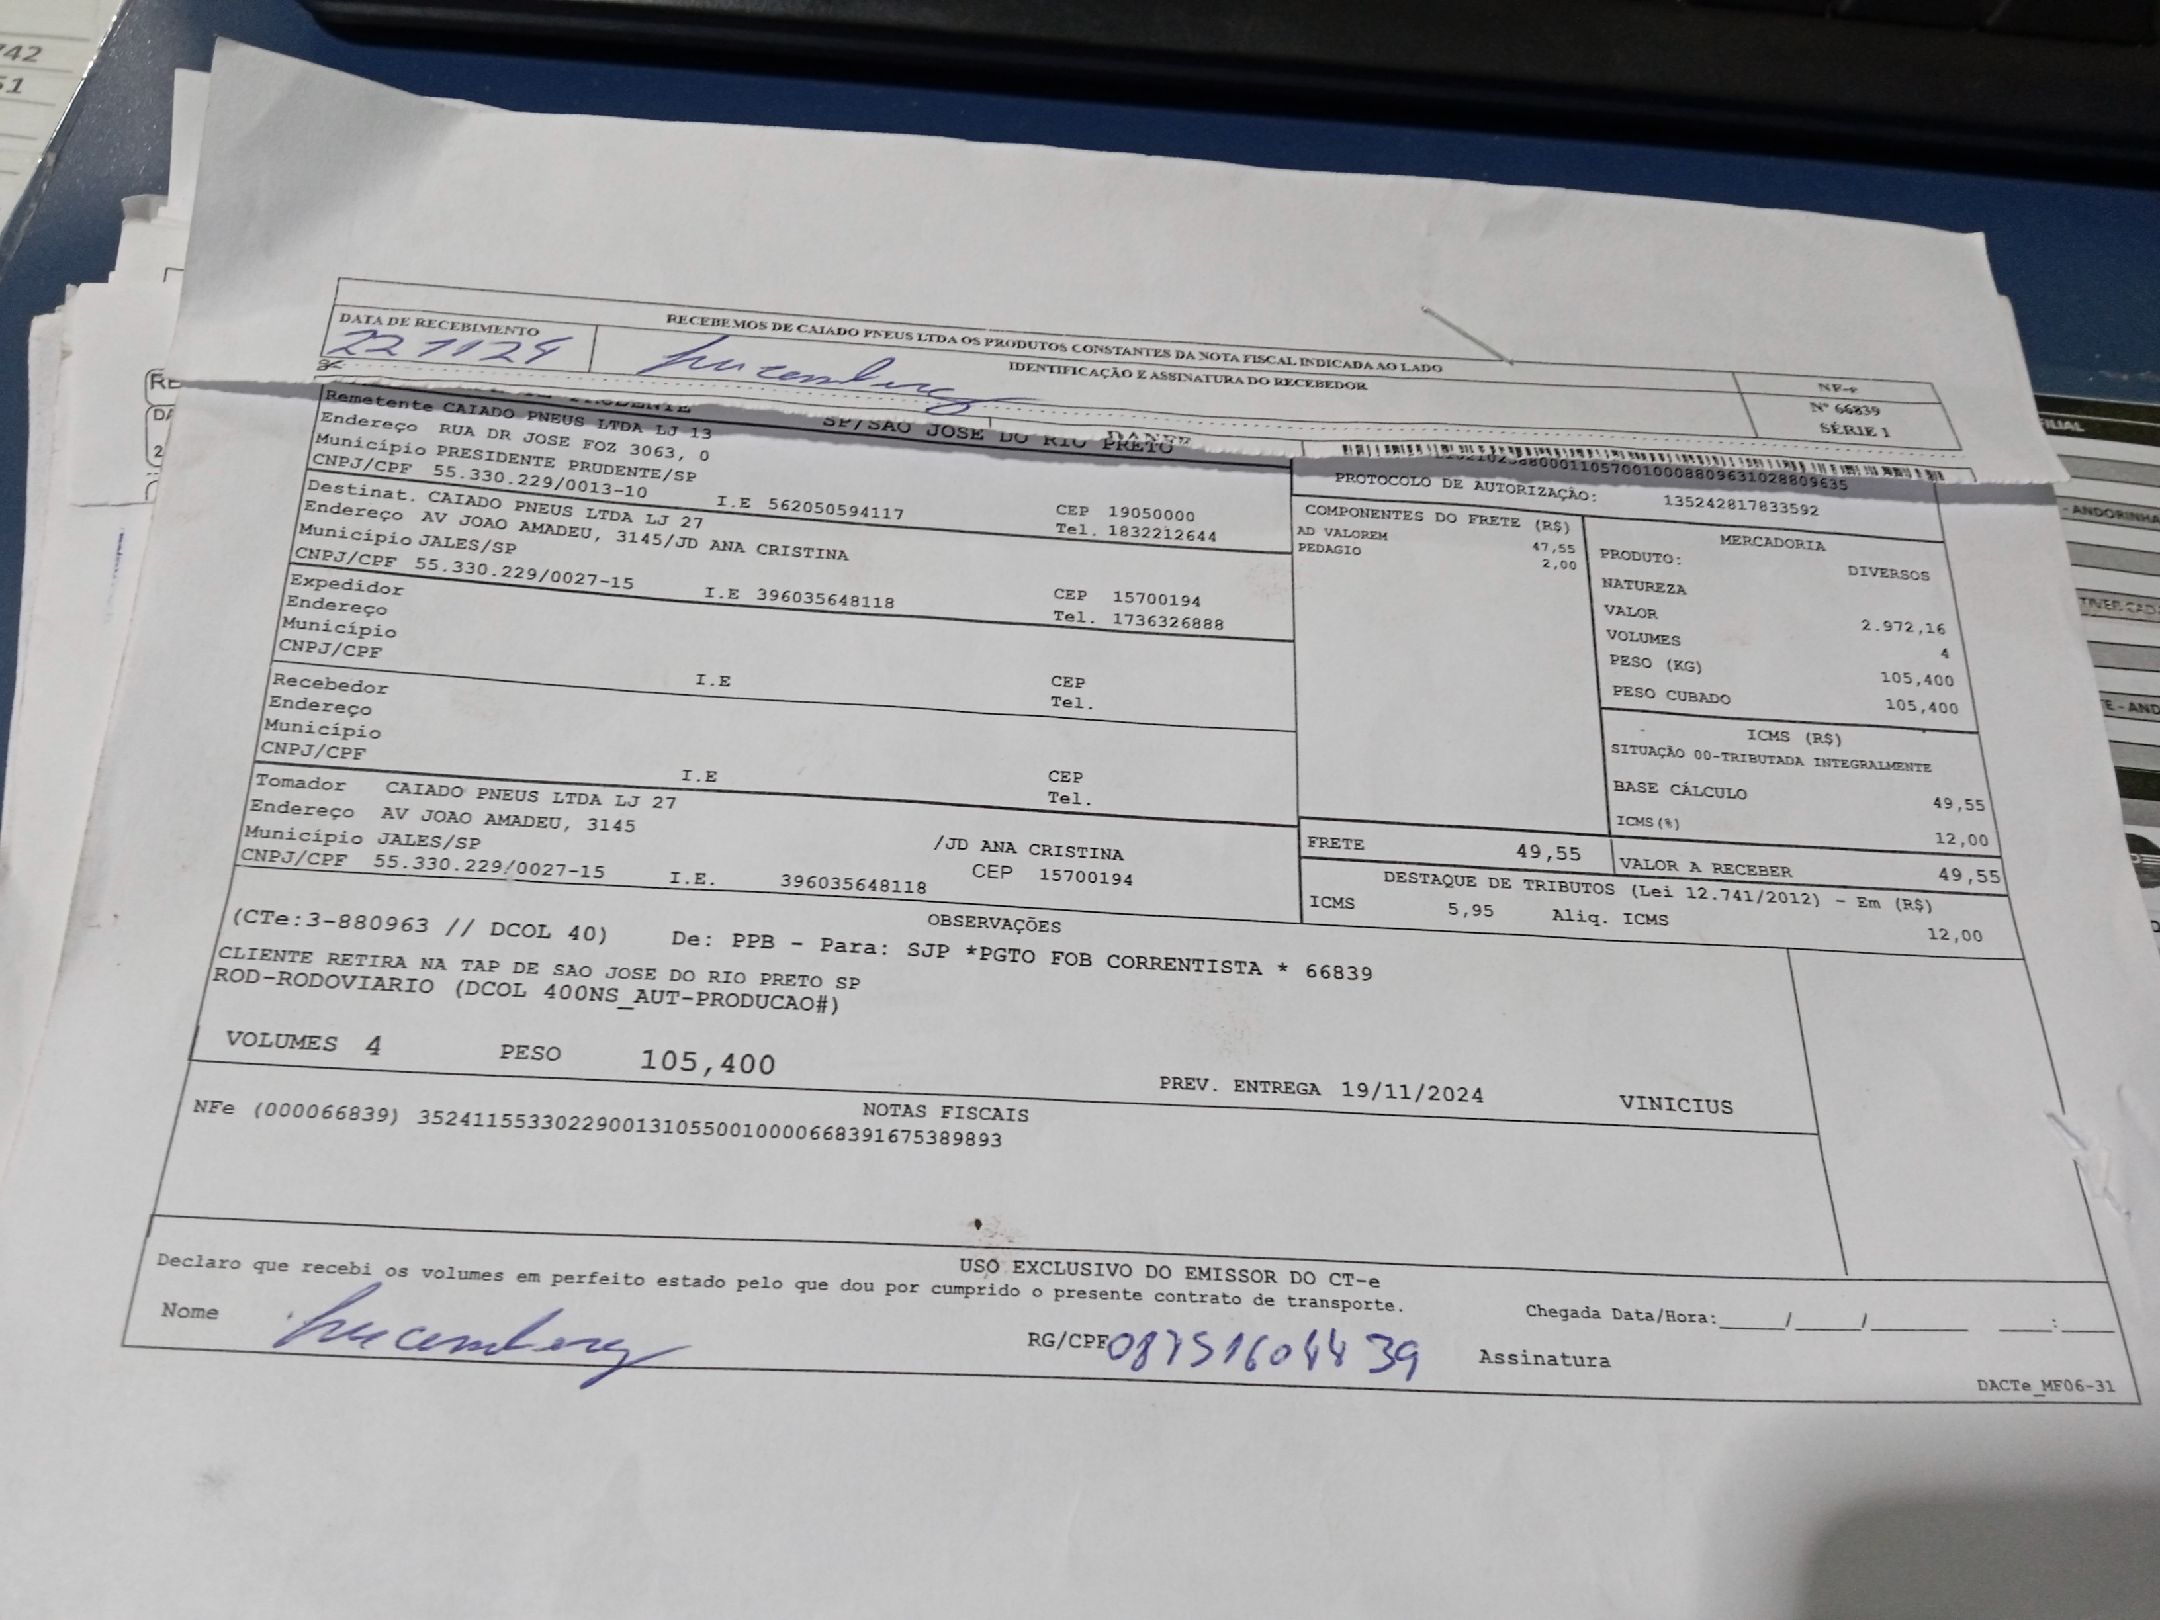 742
51
RECEBEMOS DE CAIADO PNEUS LTDA OS PRODUTOS CONSTANTES DA NOTA FISCAL INDICADA AO LADO
DATA DE RECEBIMENTO
IDENTIFICAÇÃO E ASSINATURA DO RECEBEDOR
NF-e
Nº 66839
SÉRIE 1
22 11 24
SP/SAO JOSE DO RIO PRETO
Remetente CAIADO PNEUS LTDA LJ 13
Endereço RUA DR JOSE FOZ 3063, 0
Município PRESIDENTE PRUDENTE/SP
CNPJ/CPF 55.330.229/0013-10 I.E 562050594117
CEP 19050000
Tel. 1832212644
Destinat. CAIADO PNEUS LTDA LJ 27
Endereço AV JOAO AMADEU, 3145/JD ANA CRISTINA
Município JALES/SP
CNPJ/CPF 55.330.229/0027-15 I.E 396035648118
CEP 15700194
Tel. 1736326888
Expedidor
Endereço
Município
CNPJ/CPF
I.E
CEP
Tel.
Recebedor
Endereço
Município
CNPJ/CPF
I.E
CEP
Tel.
Tomador CAIADO PNEUS LTDA LJ 27
Endereço AV JOAO AMADEU, 3145 /JD ANA CRISTINA
Município JALES/SP CEP 15700194
CNPJ/CPF 55.330.229/0027-15 I.E. 396035648118
PROTOCOLO DE AUTORIZAÇÃO: 135242817833592
COMPONENTES DO FRETE (R$)
AD VALOREM 47,55
PEDAGIO 2,00
MERCADORIA
PRODUTO: DIVERSOS
NATUREZA
VALOR 2.972,16
VOLUMES 4
PESO (KG) 105,400
PESO CUBADO 105,400
ICMS (R$)
SITUAÇÃO 00-TRIBUTADA INTEGRALMENTE
BASE CÁLCULO 49,55
ICMS(%) 12,00
FRETE 49,55
VALOR A RECEBER 49,55
DESTAQUE DE TRIBUTOS (Lei 12.741/2012) - Em (R$)
ICMS 5,95 Aliq. ICMS 12,00
OBSERVAÇÕES
(CTe:3-880963 // DCOL 40) De: PPB - Para: SJP *PGTO FOB CORRENTISTA * 66839
CLIENTE RETIRA NA TAP DE SAO JOSE DO RIO PRETO SP
ROD-RODOVIARIO (DCOL 400NS_AUT-PRODUCAO#)
VOLUMES 4 PESO 105,400 PREV. ENTREGA 19/11/2024 VINICIUS
NOTAS FISCAIS
NFe (000066839) 35241155330229001310550010000668391675389893
USO EXCLUSIVO DO EMISSOR DO CT-e
Declaro que recebi os volumes em perfeito estado pelo que dou por cumprido o presente contrato de transporte.
Chegada Data/Hora:____/____/______ ___:___
Nome
RG/CPF 08751604439
Assinatura
DACTe_MF06-31